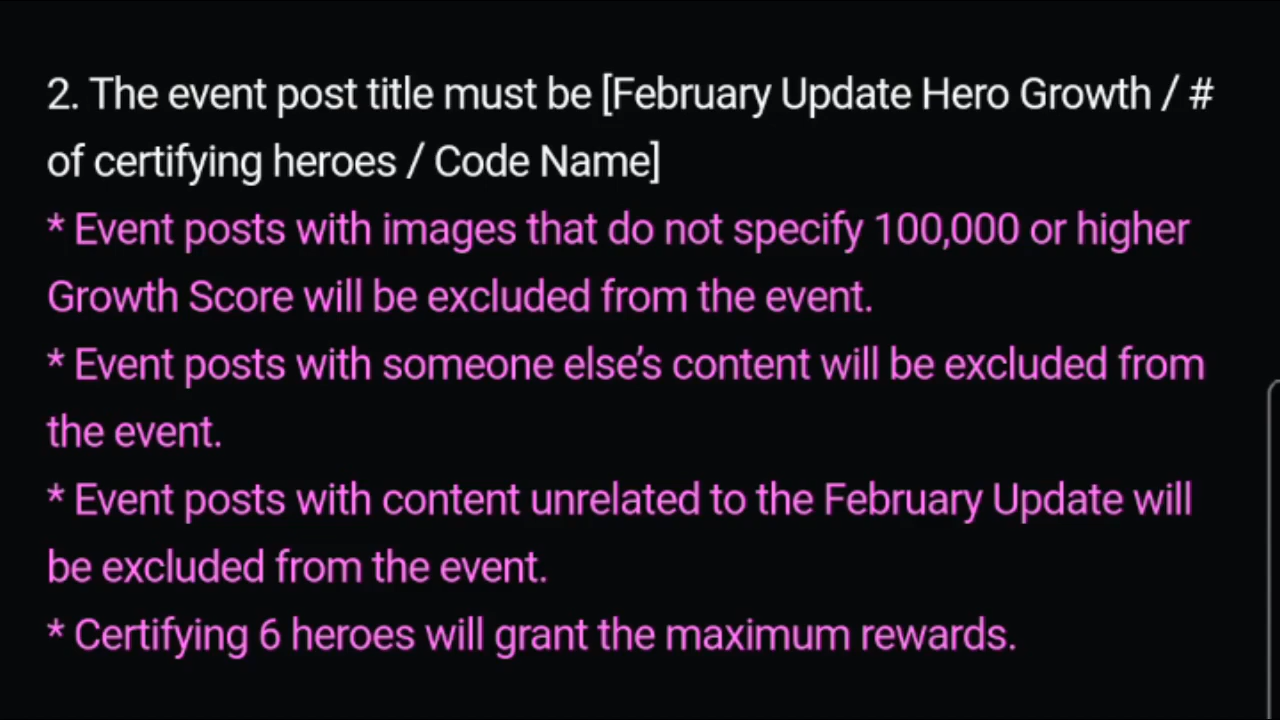 2. The event post title must be [February Update Hero Growth / #
of certifying heroes / Code Name]
* Event posts with images that do not specify 100,000 or higher
Growth Score will be excluded from the event.
* Event posts with someone else’s content will be excluded from
the event.
* Event posts with content unrelated to the February Update will
be excluded from the event.
* Certifying 6 heroes will grant the maximum rewards.